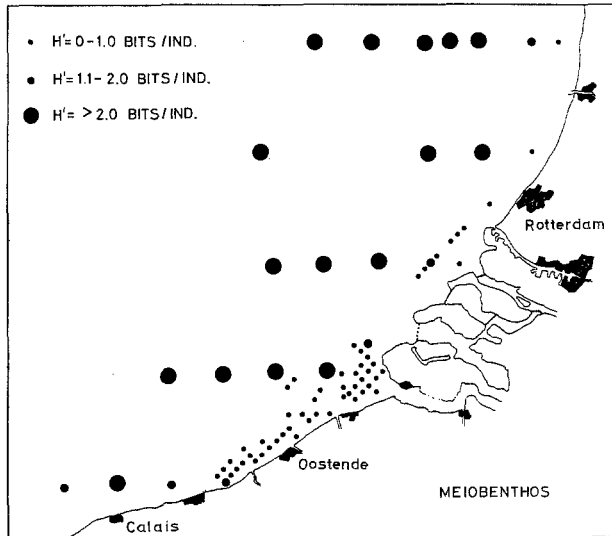 H'=0-1.0 BITS/IND.
H'=1.1-2.0 BITS/IND.
H'= >2.0 BITS/IND.
Rotterdam
Oostende
MEIOBENTHOS
Calais